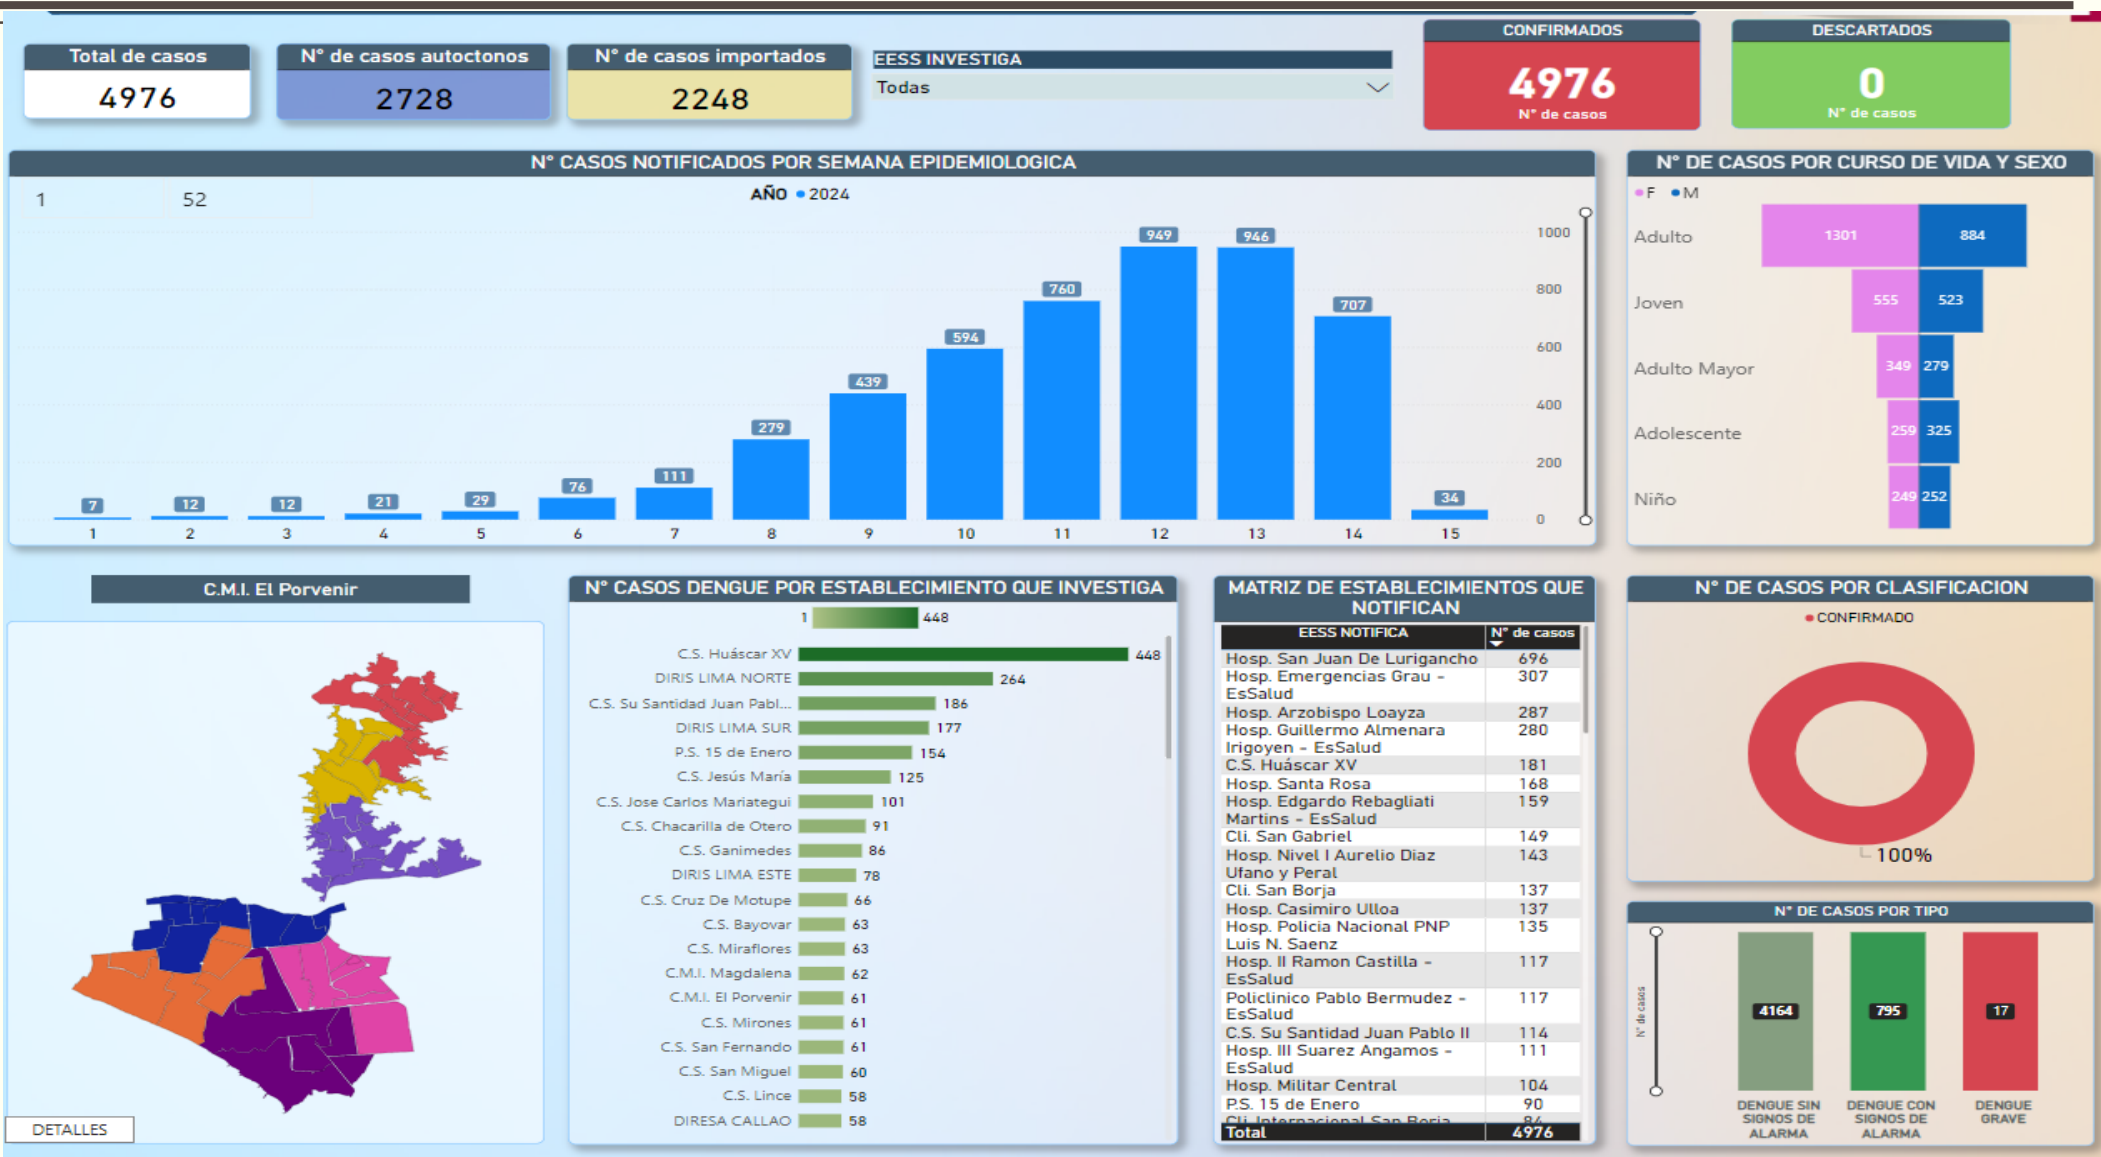 Total de casos
4976
N° de casos autoctonos
2728
N° de casos importados
2248
EESS INVESTIGA
Todas
CONFIRMADOS
4976
N° de casos
DESCARTADOS
0
N° de casos
N° CASOS NOTIFICADOS POR SEMANA EPIDEMIOLOGICA
1 52
AÑO 2024
1000
800
600
400
200
0
7 12 12 21 29 76 111 279 439 594 760 949 946 707 34
1 2 3 4 5 6 7 8 9 10 11 12 13 14 15
N° DE CASOS POR CURSO DE VIDA Y SEXO
F M
Adulto 1301 884
Joven 555 523
Adulto Mayor 349 279
Adolescente 259 325
Niño 249 252
C.M.I. El Porvenir
DETALLES
N° CASOS DENGUE POR ESTABLECIMIENTO QUE INVESTIGA
1 448
C.S. Huáscar XV 448
DIRIS LIMA NORTE 264
C.S. Su Santidad Juan Pabl... 186
DIRIS LIMA SUR 177
P.S. 15 de Enero 154
C.S. Jesús María 125
C.S. Jose Carlos Mariategui 101
C.S. Chacarilla de Otero 91
C.S. Ganimedes 86
DIRIS LIMA ESTE 78
C.S. Cruz De Motupe 66
C.S. Bayovar 63
C.S. Miraflores 63
C.M.I. Magdalena 62
C.M.I. El Porvenir 61
C.S. Mirones 61
C.S. San Fernando 61
C.S. San Miguel 60
C.S. Lince 58
DIRESA CALLAO 58
MATRIZ DE ESTABLECIMIENTOS QUE
NOTIFICAN
EESS NOTIFICA N° de casos
Hosp. San Juan De Lurigancho 696
Hosp. Emergencias Grau - 307
EsSalud
Hosp. Arzobispo Loayza 287
Hosp. Guillermo Almenara 280
Irigoyen - EsSalud
C.S. Huáscar XV 181
Hosp. Santa Rosa 168
Hosp. Edgardo Rebagliati 159
Martins - EsSalud
Cli. San Gabriel 149
Hosp. Nivel I Aurelio Diaz 143
Ufano y Peral
Cli. San Borja 137
Hosp. Casimiro Ulloa 137
Hosp. Policia Nacional PNP 135
Luis N. Saenz
Hosp. II Ramon Castilla - 117
EsSalud
Policlinico Pablo Bermudez - 117
EsSalud
C.S. Su Santidad Juan Pablo II 114
Hosp. III Suarez Angamos - 111
EsSalud
Hosp. Militar Central 104
P.S. 15 de Enero 90
Cli. Internacional San Borja 84
Total 4976
N° DE CASOS POR CLASIFICACION
CONFIRMADO
100%
N° DE CASOS POR TIPO
N° de casos
4164 795 17
DENGUE SIN
SIGNOS DE
ALARMA
DENGUE CON
SIGNOS DE
ALARMA
DENGUE
GRAVE